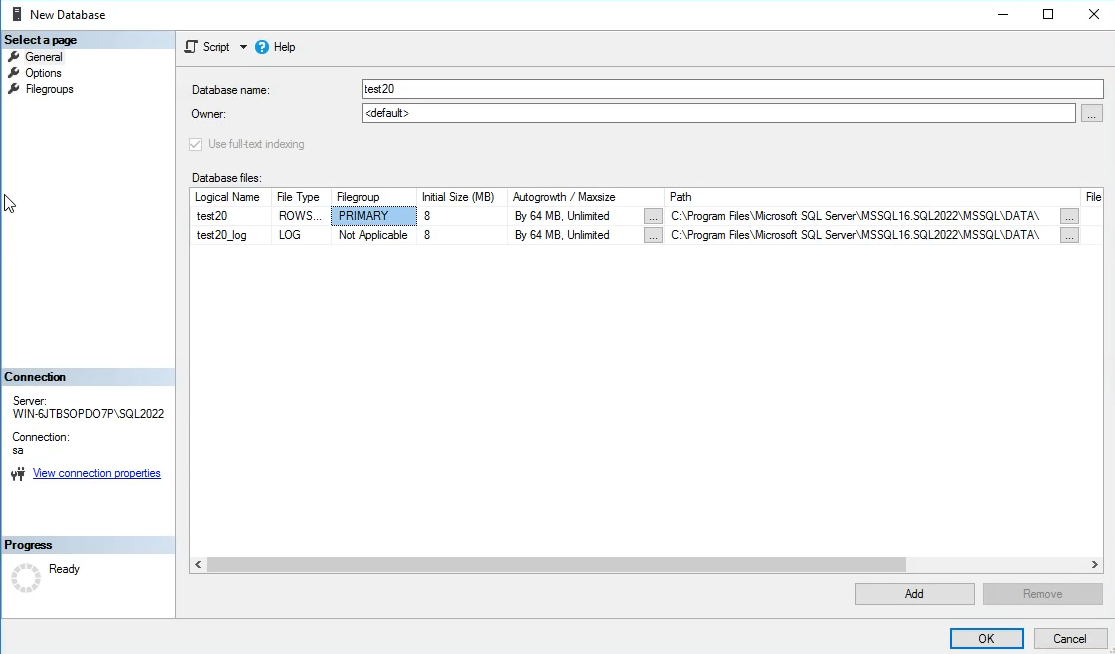 New Database
Select a page
General
Options
Filegroups
Script
Help
Database name:
test20
Owner:
<default>
...
Use full-text indexing
Database files:
Logical Name File Type Filegroup Initial Size (MB) Autogrowth / Maxsize Path File
test20 ROWS... PRIMARY 8 By 64 MB, Unlimited ... C:\Program Files\Microsoft SQL Server\MSSQL16.SQL2022\MSSQL\DATA\ ...
test20_log LOG Not Applicable 8 By 64 MB, Unlimited ... C:\Program Files\Microsoft SQL Server\MSSQL16.SQL2022\MSSQL\DATA\ ...
Connection
Server:
WIN-6JTBSOPDO7P\SQL2022
Connection:
sa
View connection properties
Progress
Ready
Add
Remove
OK
Cancel